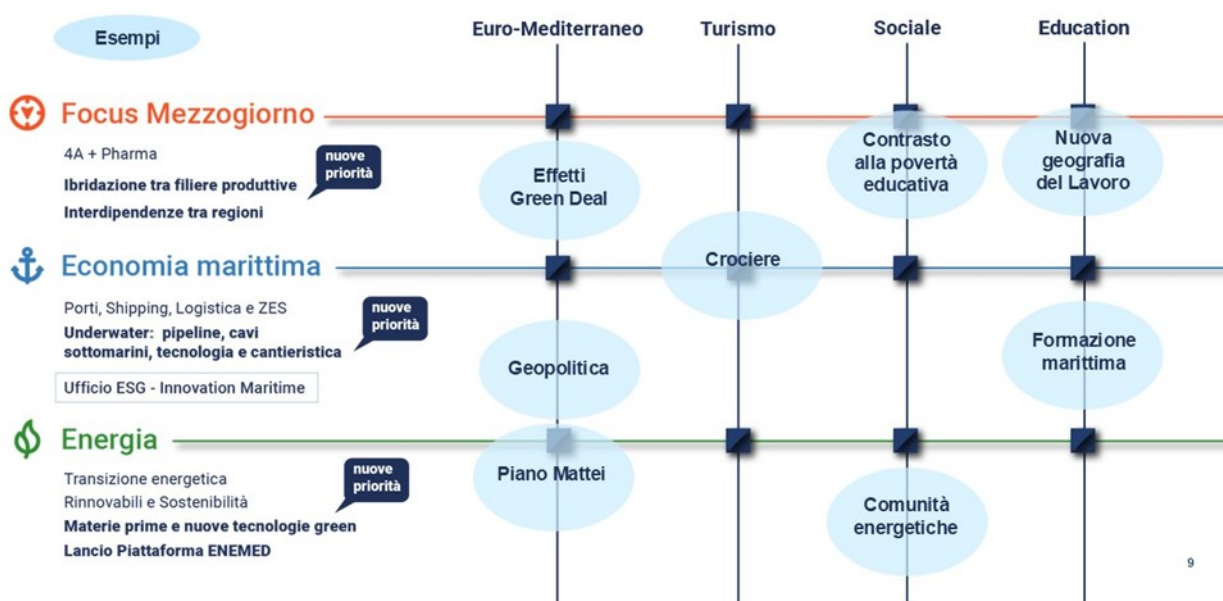 Esempi
Euro-Mediterraneo
Turismo
Sociale
Education
Focus Mezzogiorno
4A + Pharma
Ibridazione tra filiere produttive
Interdipendenze tra regioni
nuove
priorità
Effetti
Green Deal
Contrasto
alla povertà
educativa
Nuova
geografia
del Lavoro
Economia marittima
Porti, Shipping, Logistica e ZES
Underwater: pipeline, cavi
sottomarini, tecnologia e cantieristica
nuove
priorità
Ufficio ESG - Innovation Maritime
Crociere
Geopolitica
Formazione
marittima
Energia
Transizione energetica
Rinnovabili e Sostenibilità
Materie prime e nuove tecnologie green
Lancio Piattaforma ENEMED
nuove
priorità
Piano Mattei
Comunità
energetiche
9